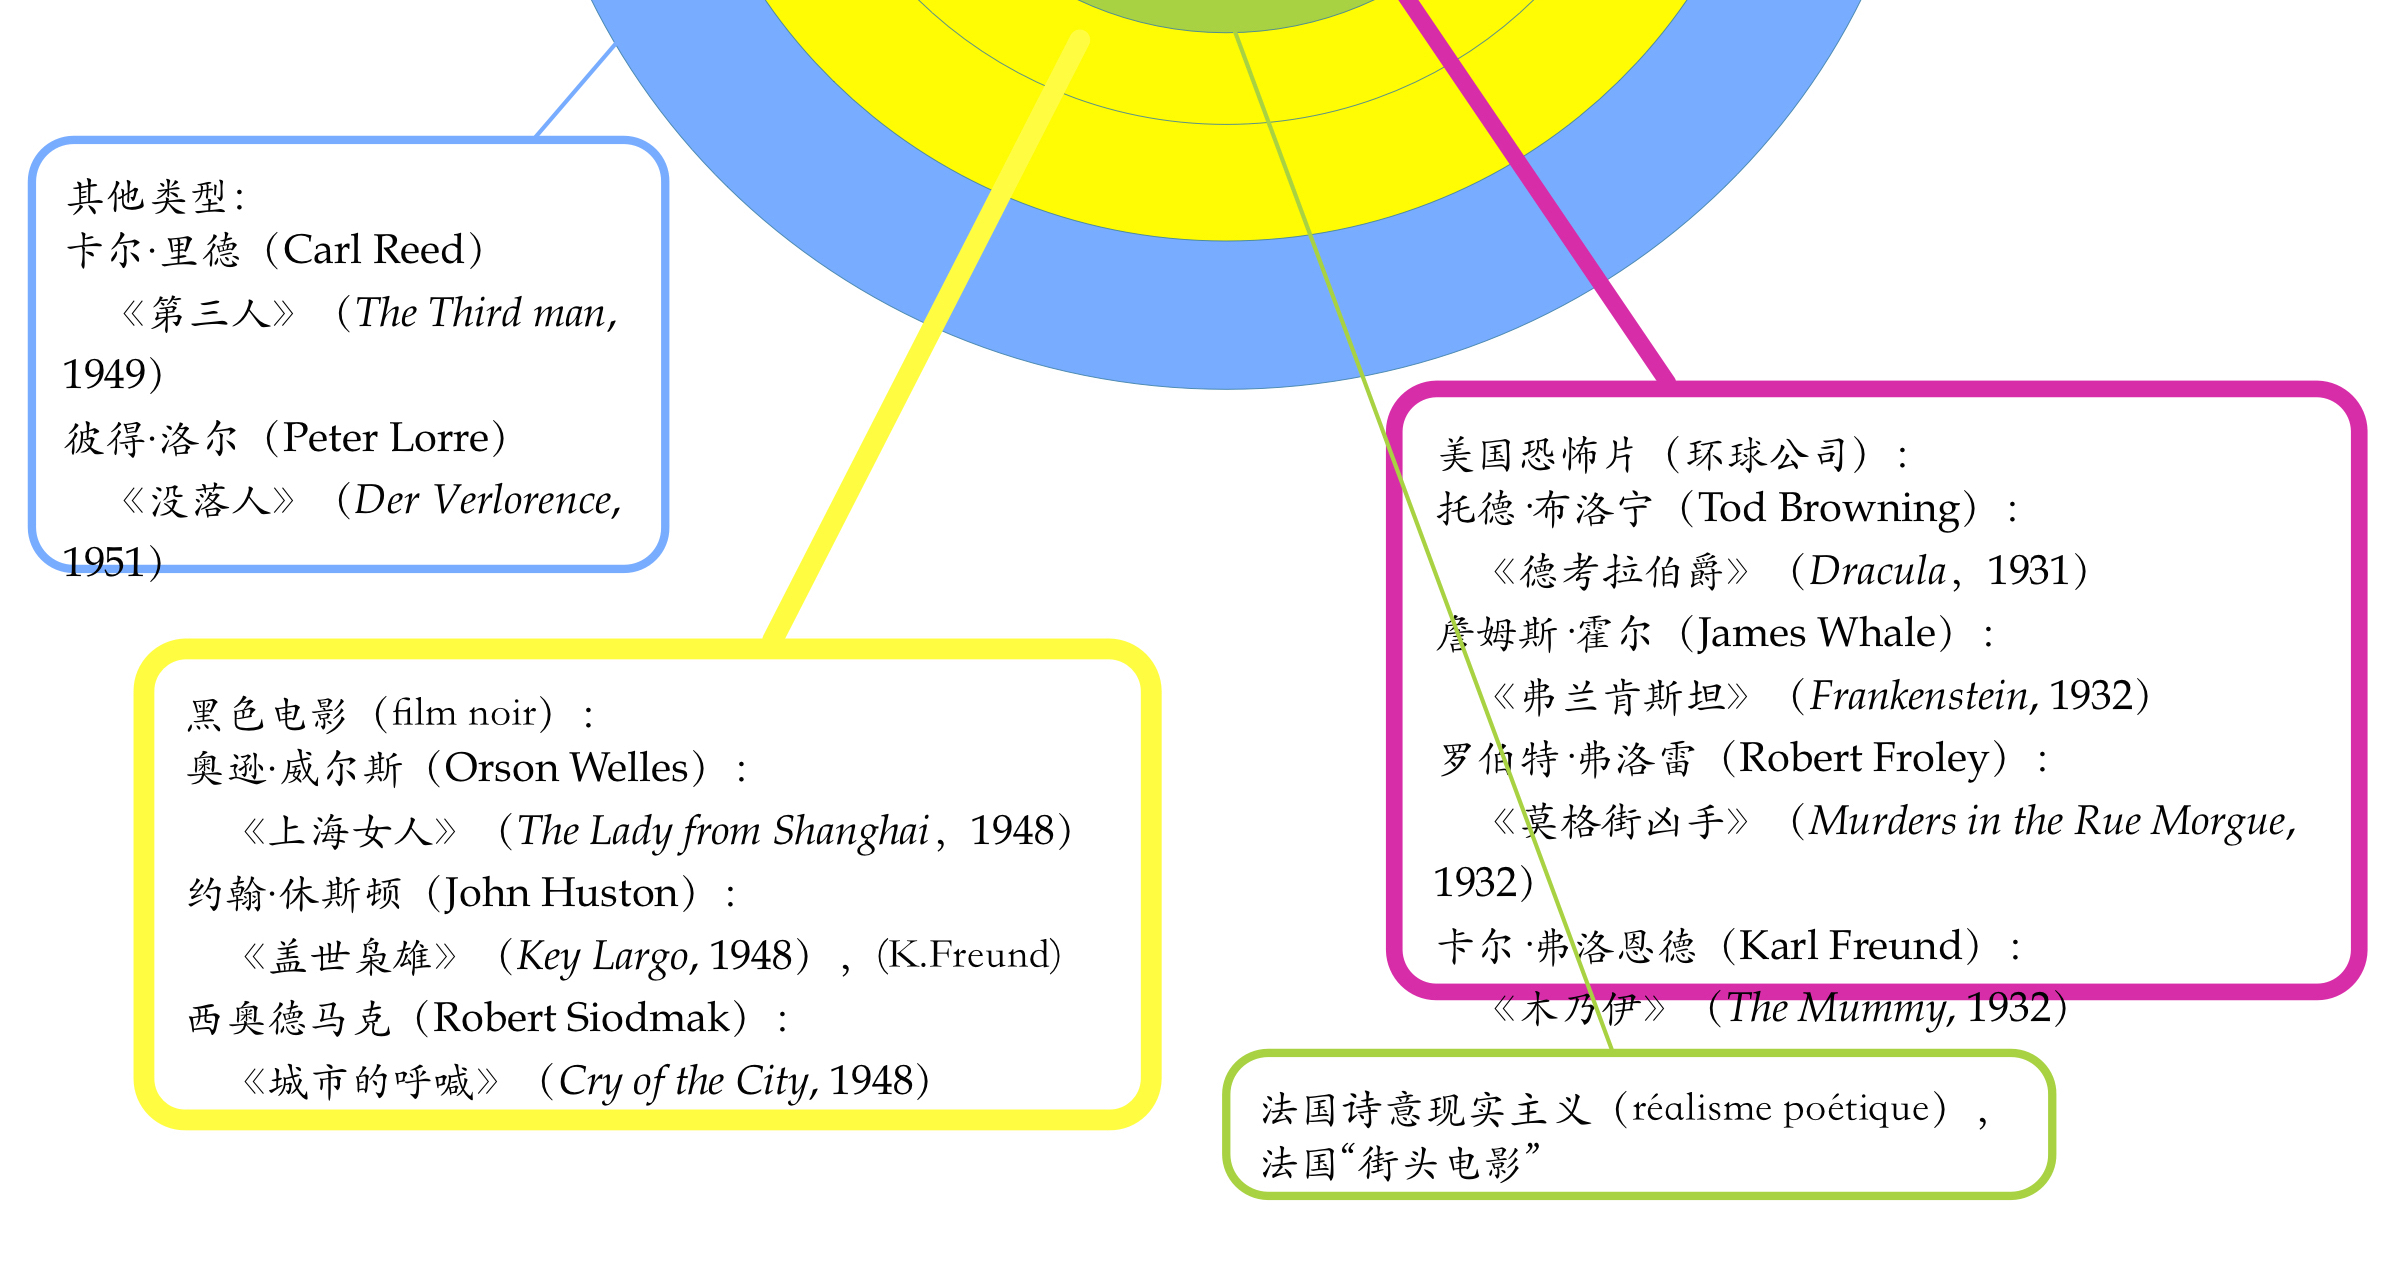 其他类型：
卡尔·里德（Carl Reed）
《第三人》（The Third man,
1949）
彼得·洛尔（Peter Lorre）
《没落人》（Der Verlorence,
1951）
黑色电影（film noir）：
奥逊·威尔斯（Orson Welles）：
《上海女人》（The Lady from Shanghai，1948）
约翰·休斯顿（John Huston）：
《盖世枭雄》（Key Largo, 1948），(K.Freund)
西奥德马克（Robert Siodmak）：
《城市的呼喊》（Cry of the City, 1948）
美国恐怖片（环球公司）：
托德·布洛宁（Tod Browning）：
《德考拉伯爵》（Dracula，1931）
詹姆斯·霍尔（James Whale）：
《弗兰肯斯坦》（Frankenstein, 1932）
罗伯特·弗洛雷（Robert Froley）：
《莫格街凶手》（Murders in the Rue Morgue,
1932）
卡尔·弗洛恩德（Karl Freund）：
《木乃伊》（The Mummy, 1932）
法国诗意现实主义（réalisme poétique），
法国“街头电影”